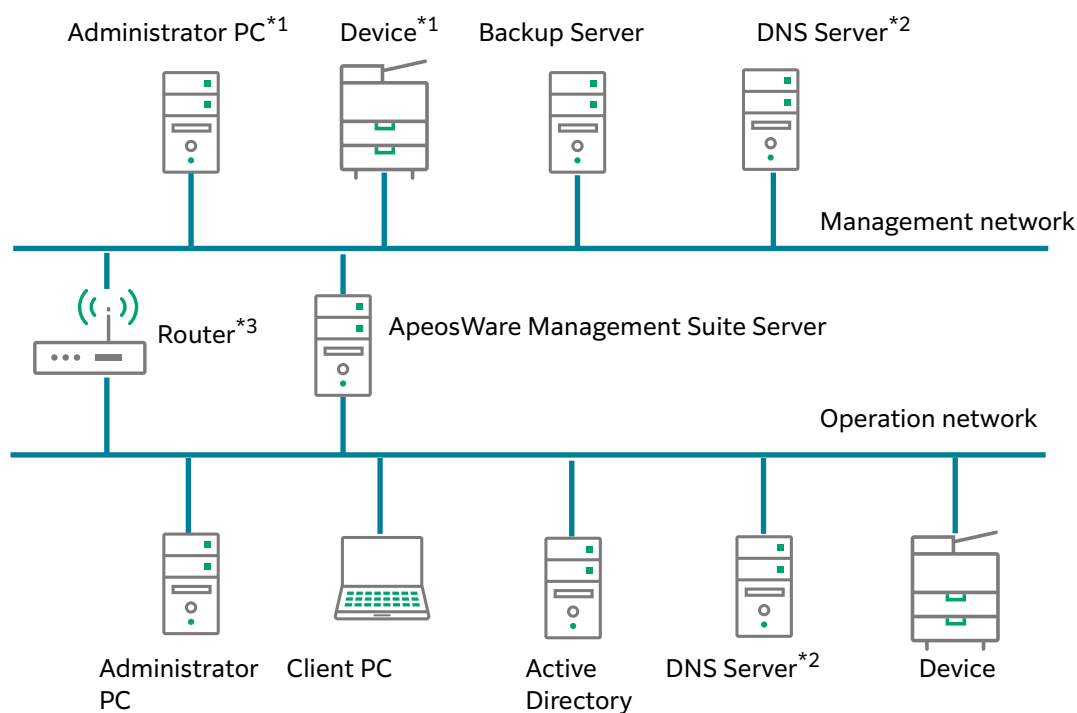 Administrator PC*1
Device*1
Backup Server
DNS Server*2
Management network
Router*3
ApeosWare Management Suite Server
Operation network
Administrator
PC
Client PC
Active
Directory
DNS Server*2
Device